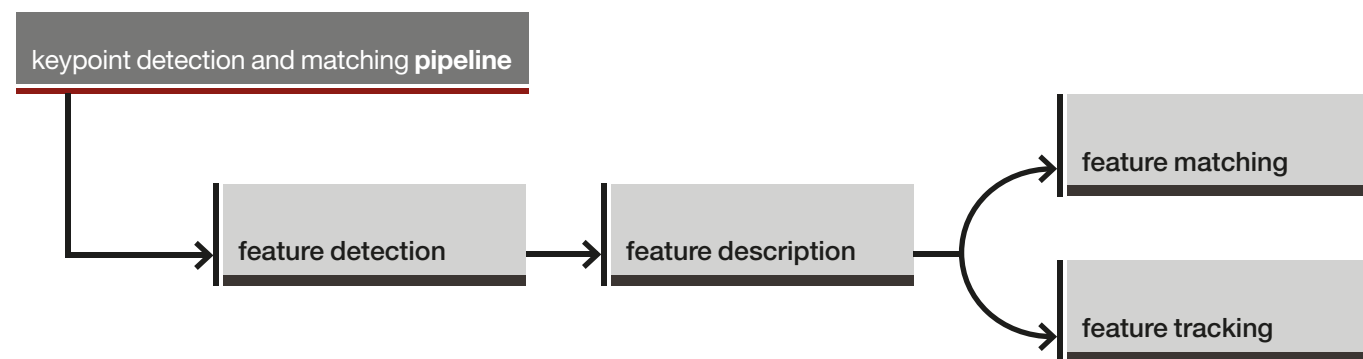 keypoint detection and matching pipeline
feature detection
feature description
feature matching
feature tracking